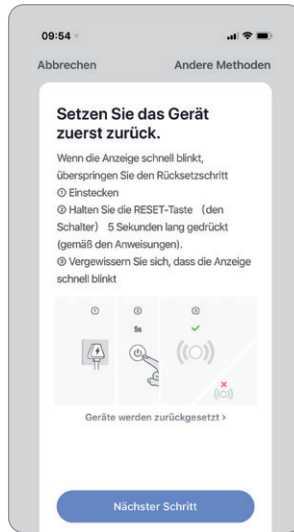 09:54
Abbrechen Andere Methoden
Setzen Sie das Gerät
zuerst zurück.
Wenn die Anzeige schnell blinkt,
überspringen Sie den Rücksetzschritt
① Einstecken
② Halten Sie die RESET-Taste （den
Schalter） 5 Sekunden lang gedrückt
(gemäß den Anweisungen).
③ Vergewissern Sie sich, dass die Anzeige
schnell blinkt
① ② ③
5s
Geräte werden zurückgesetzt >
Nächster Schritt